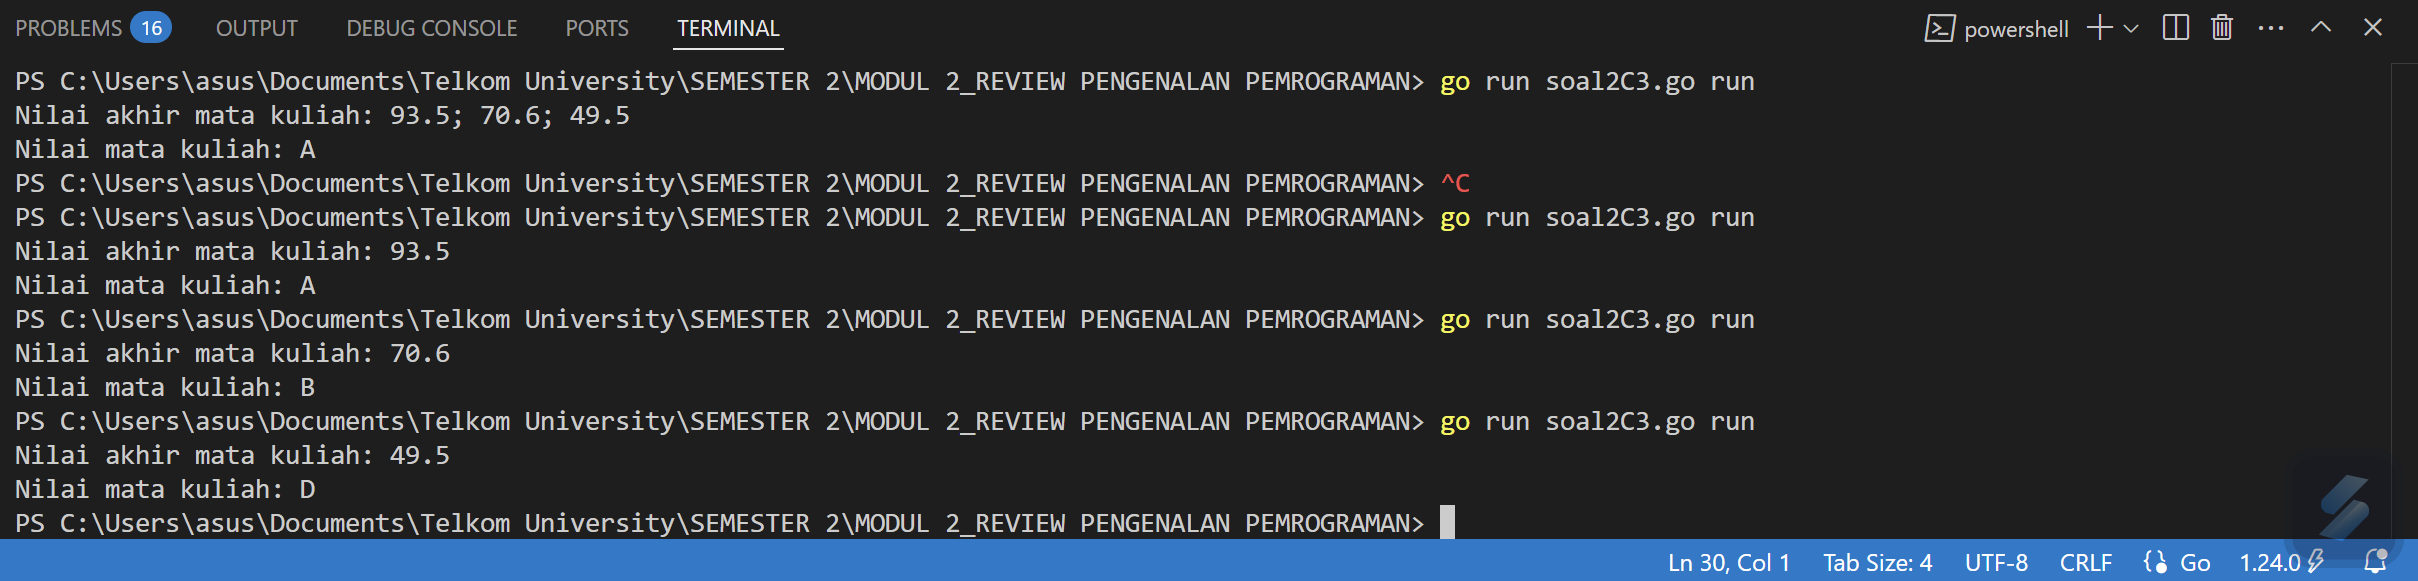 PROBLEMS 16 OUTPUT DEBUG CONSOLE PORTS TERMINAL powershell
PS C:\Users\asus\Documents\Telkom University\SEMESTER 2\MODUL 2_REVIEW PENGENALAN PEMROGRAMAN> go run soal2C3.go run
Nilai akhir mata kuliah: 93.5; 70.6; 49.5
Nilai mata kuliah: A
PS C:\Users\asus\Documents\Telkom University\SEMESTER 2\MODUL 2_REVIEW PENGENALAN PEMROGRAMAN> ^C
PS C:\Users\asus\Documents\Telkom University\SEMESTER 2\MODUL 2_REVIEW PENGENALAN PEMROGRAMAN> go run soal2C3.go run
Nilai akhir mata kuliah: 93.5
Nilai mata kuliah: A
PS C:\Users\asus\Documents\Telkom University\SEMESTER 2\MODUL 2_REVIEW PENGENALAN PEMROGRAMAN> go run soal2C3.go run
Nilai akhir mata kuliah: 70.6
Nilai mata kuliah: B
PS C:\Users\asus\Documents\Telkom University\SEMESTER 2\MODUL 2_REVIEW PENGENALAN PEMROGRAMAN> go run soal2C3.go run
Nilai akhir mata kuliah: 49.5
Nilai mata kuliah: D
PS C:\Users\asus\Documents\Telkom University\SEMESTER 2\MODUL 2_REVIEW PENGENALAN PEMROGRAMAN>
Ln 30, Col 1 Tab Size: 4 UTF-8 CRLF Go 1.24.0